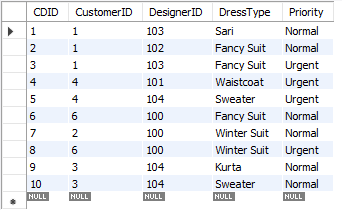 CDID CustomerID DesignerID DressType Priority
1 1 103 Sari Normal
2 1 102 Fancy Suit Normal
3 1 103 Fancy Suit Urgent
4 4 101 Waistcoat Urgent
5 4 104 Sweater Urgent
6 6 100 Fancy Suit Normal
7 2 100 Winter Suit Normal
8 6 100 Winter Suit Urgent
9 3 104 Kurta Normal
10 3 104 Sweater Normal
NULL NULL NULL NULL NULL